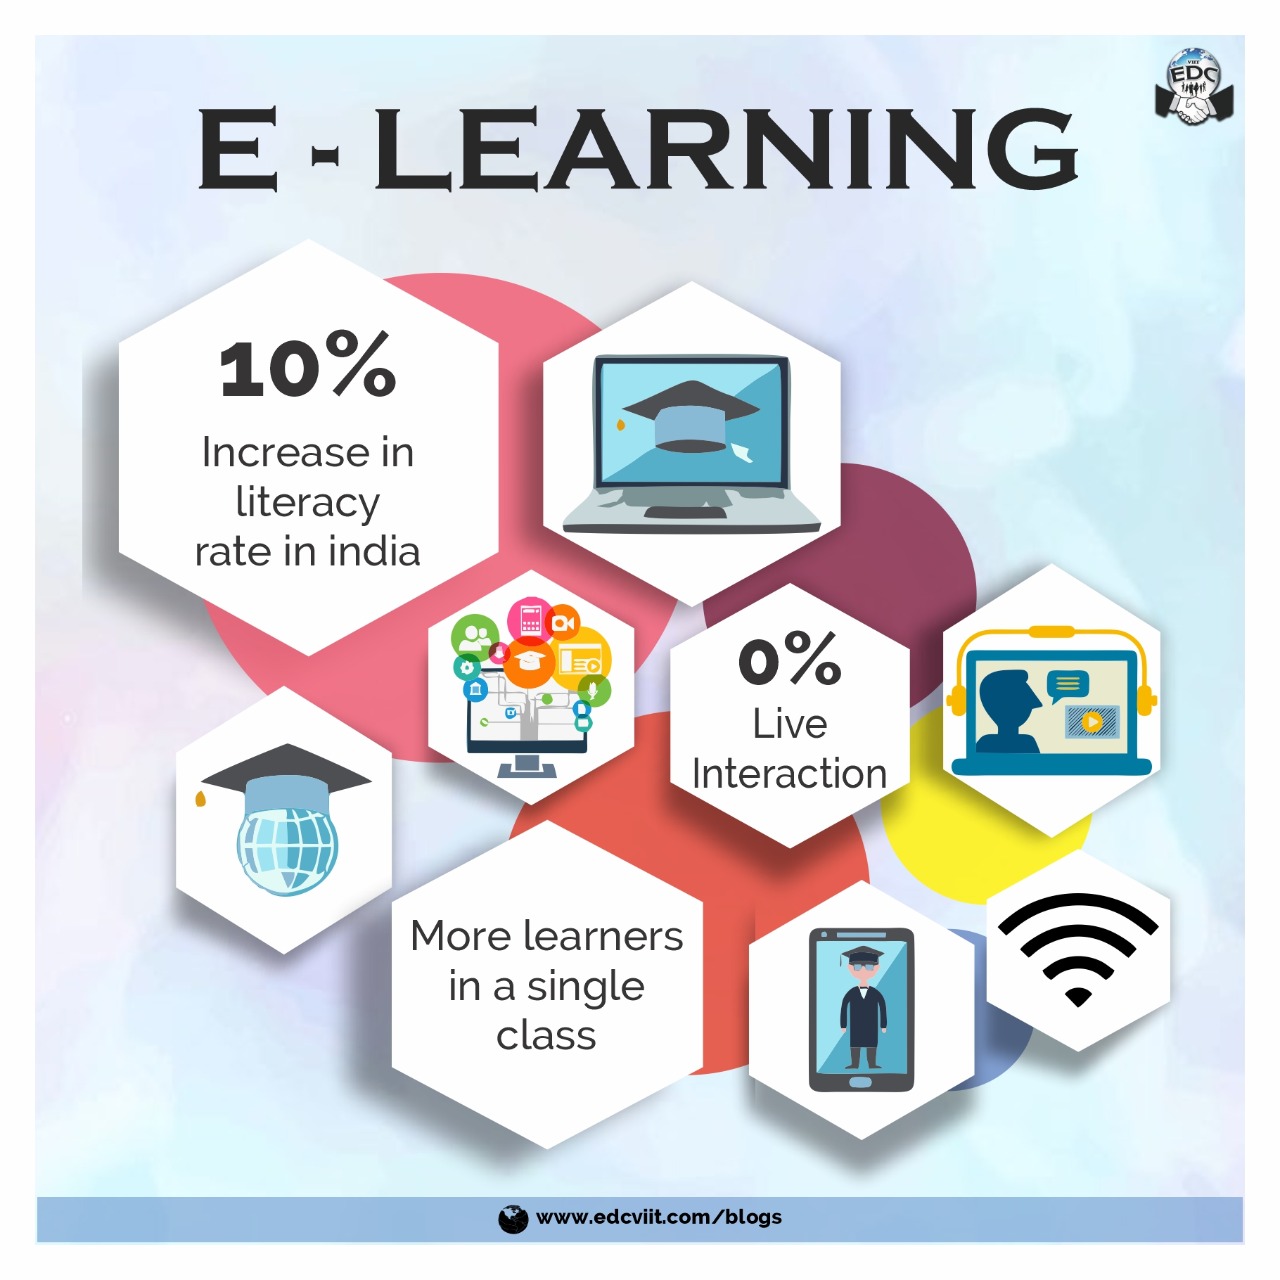 VIIT
EDC
E - LEARNING
10%
Increase in
literacy
rate in india
0%
Live
Interaction
More learners
in a single
class
www.edcviit.com/blogs